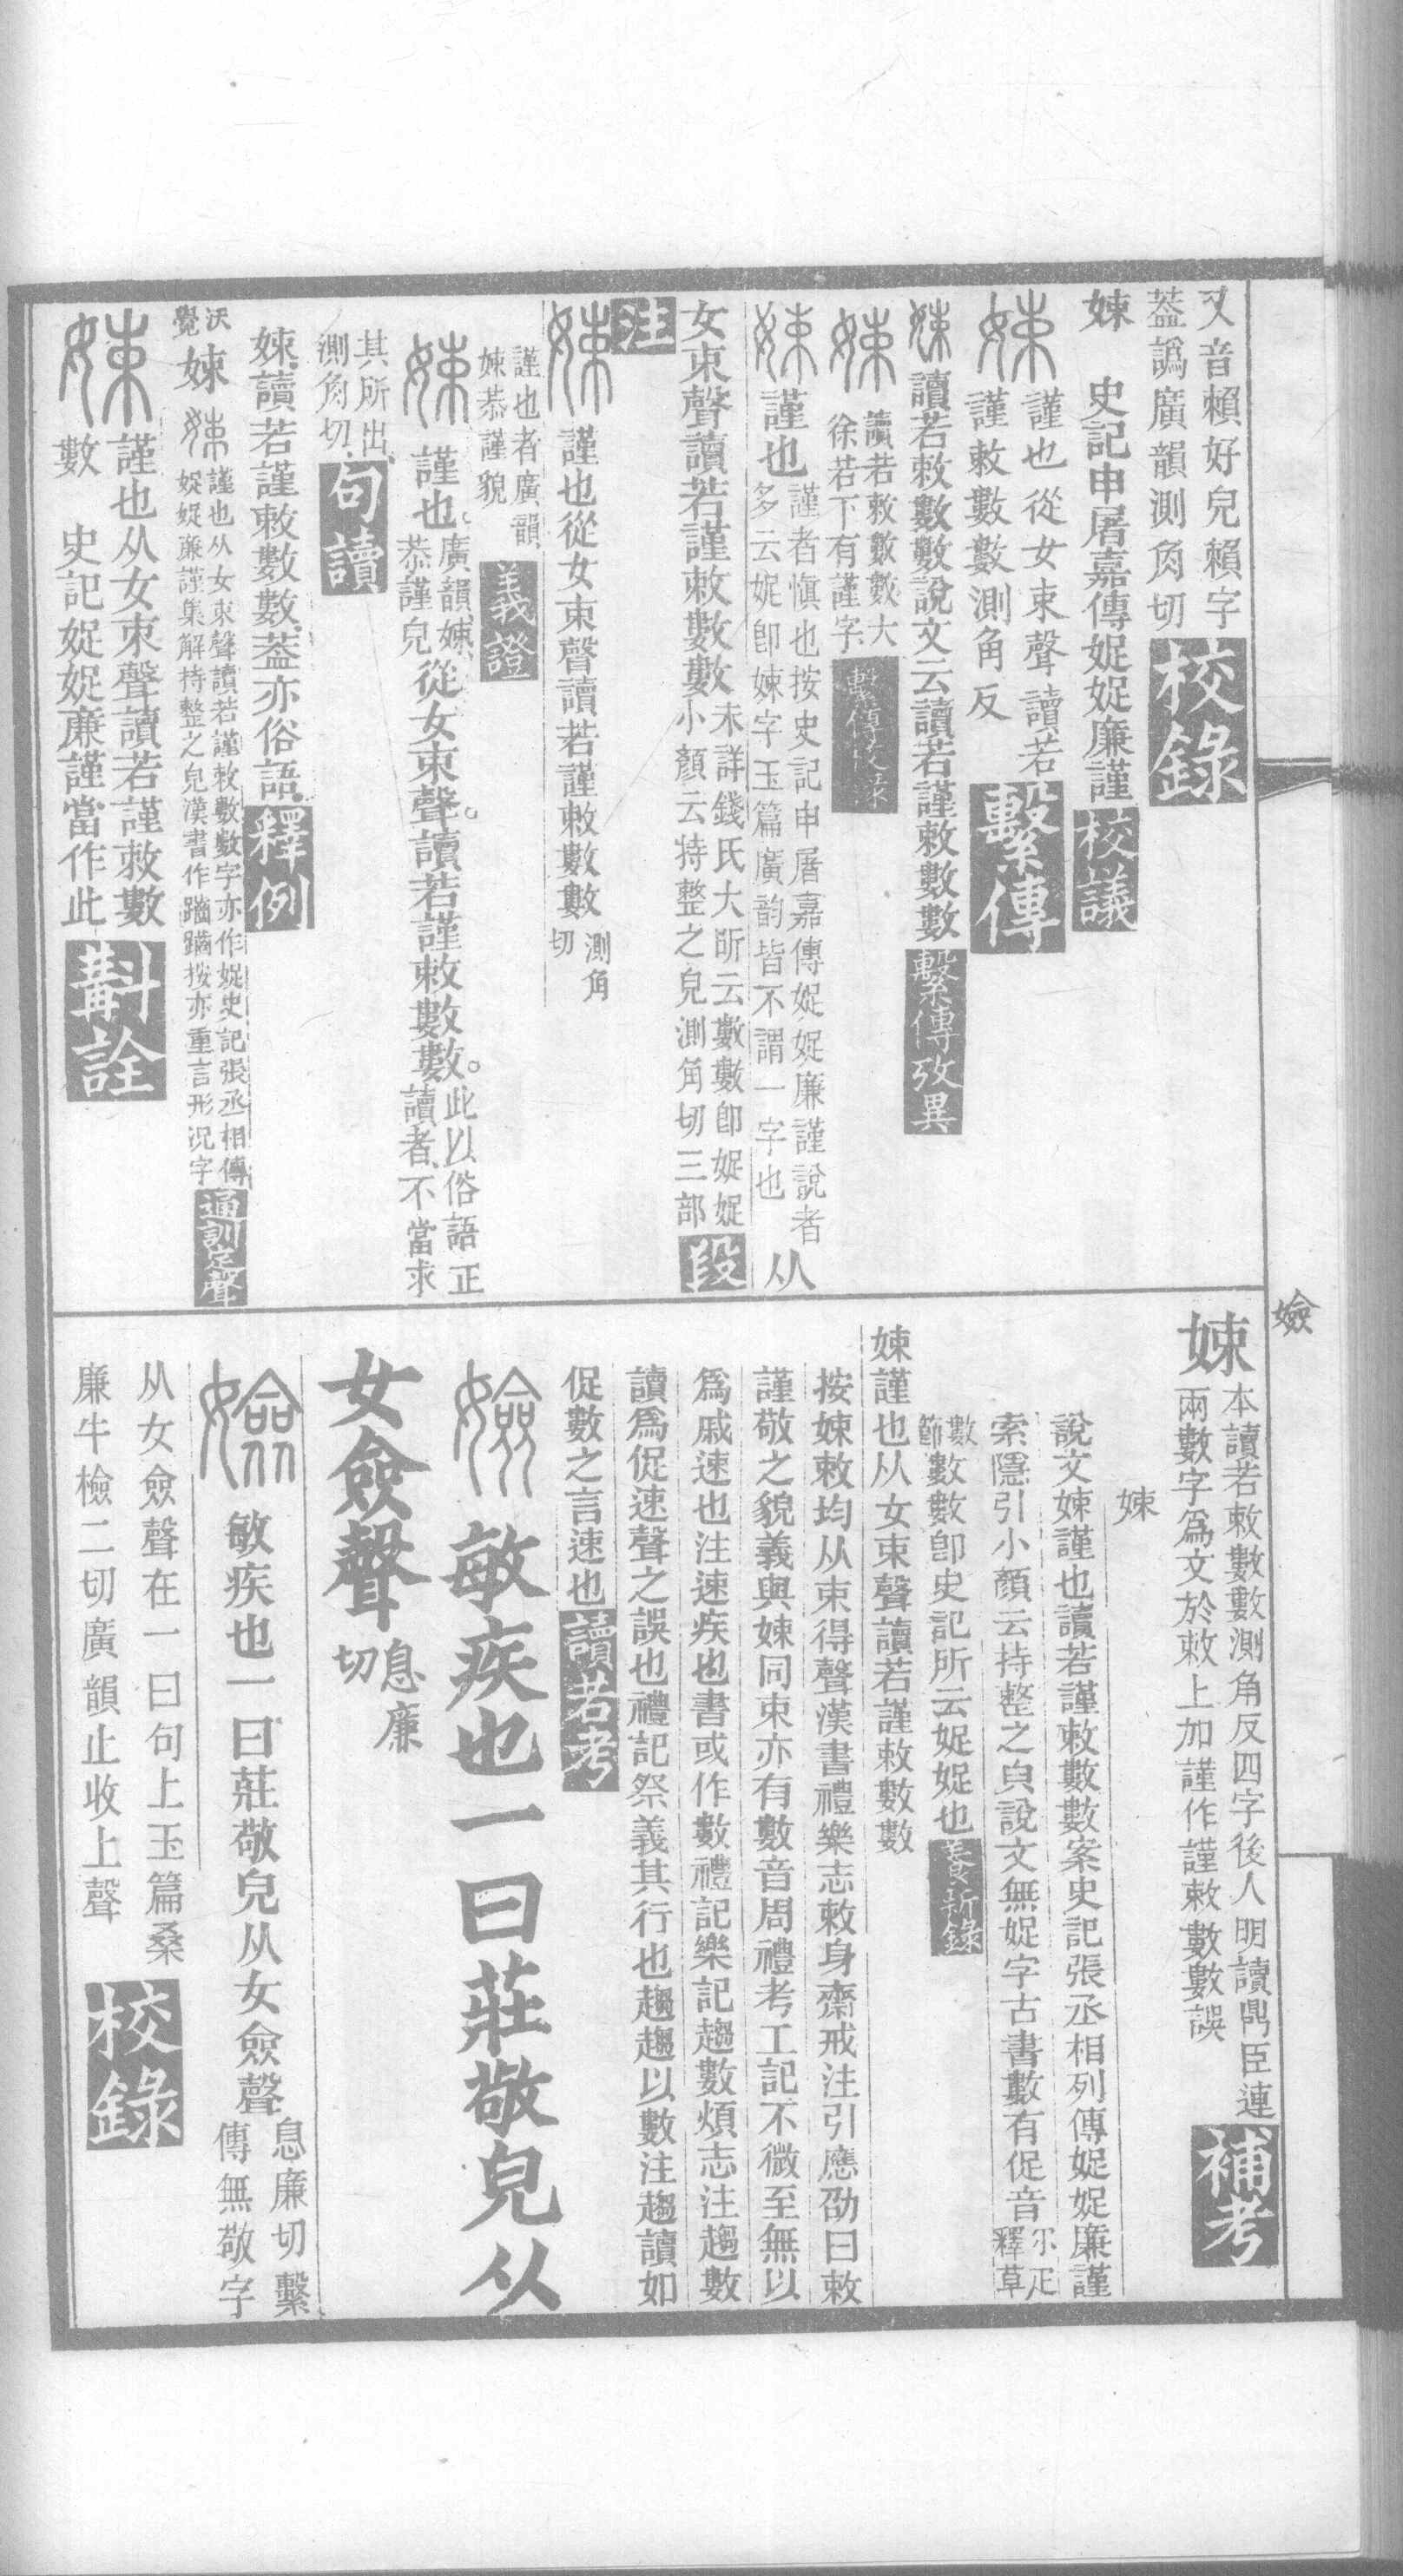 又音賴好兒賴字
葢譌廣韻測角切
校錄
娕 史記申屠嘉傳娖娖廉謹
校議
娕
謹也從女束聲讀若
謹敕數數測角反
繫傳
娕讀若敕數數說文云讀若謹敕數數
繫傳攷異
娕
讀若敕數數大
徐若下有謹字
娕
謹也
謹者愼也按史記申屠嘉傳娖娖廉謹說者
多云娖卽娕字玉篇廣韵皆不謂一字也
从
女束聲讀若謹敕數數
未詳錢氏大昕云數數卽娖娖
小顏云持整之皃測角切三部
段
注
娕
謹也從女束聲讀若謹敕數數
測角
切
謹也者廣韻
娕恭謹貌
義證
娕
謹也
廣韻娕
恭謹皃
從女束聲。讀若謹敕數數。
此以俗語正
讀者不當求
其所出
測角切
句讀
娕讀若謹敕數數葢亦俗語
釋例
沃
覺
娕
娕
謹也从女束聲讀若謹敕數數字亦作娖史記張丞相傳
娖娖廉謹集解持整之皃漢書作躖躖按亦重言形況字
通訓定聲
娕
謹也从女束聲讀若謹敕數
數 史記娖娖廉謹當作此
斠詮
嬐
娕
本讀若敕數數測角反四字後人明讀鼎臣連
兩數字爲文於敕上加謹作謹敕數數誤
補考
娕
說文娕謹也讀若謹敕數數案史記張丞相列傳娖娖廉謹
索隱引小顏云持整之皃說文無娖字古書數有促音
尔疋
釋草
數
節
數數卽史記所云娖娖也
養新錄
娕謹也从女束聲讀若謹敕數數
按娕敕均从束得聲漢書禮樂志敕身齋戒注引應劭曰敕
謹敬之貌義與娕同束亦有數音周禮考工記不微至無以
爲戚速也注速疾也書或作數禮記樂記趨數煩志注趨數
讀爲促速聲之誤也禮記祭義其行也趨趨以數注趨讀如
促數之言速也
讀若考
嬐
敏疾也一曰莊敬皃从
女僉聲
息廉
切
嬐
敏疾也一曰莊敬皃从女僉聲
息廉切繫
傳無敬字
从女僉聲在一曰句上玉篇桑
廉牛檢二切廣韻止收上聲
校錄